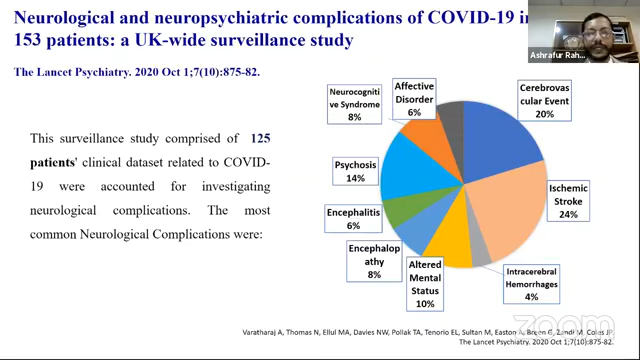 Neurological and neuropsychiatric complications of COVID-19 in
153 patients: a UK-wide surveillance study
The Lancet Psychiatry. 2020 Oct 1;7(10):875-82.
Ashrafur Rah...
This surveillance study comprised of 125
patients' clinical dataset related to COVID-
19 were accounted for investigating
neurological complications. The most
common Neurological Complications were:
Neurocogniti
ve Syndrome
8%
Affective
Disorder
6%
Cerebrovas
cular Event
20%
Psychosis
14%
Ischemic
Stroke
24%
Encephalitis
6%
Encephalop
athy
8%
Altered
Mental
Status
10%
Intracerebral
Hemorrhages
4%
zoom
Varatharaj A, Thomas N, Ellul MA, Davies NW, Pollak TA, Tenorio EL, Sultan M, Easton A, Breen G, Zandi M, Coles JP.
The Lancet Psychiatry. 2020 Oct 1;7(10):875-82.